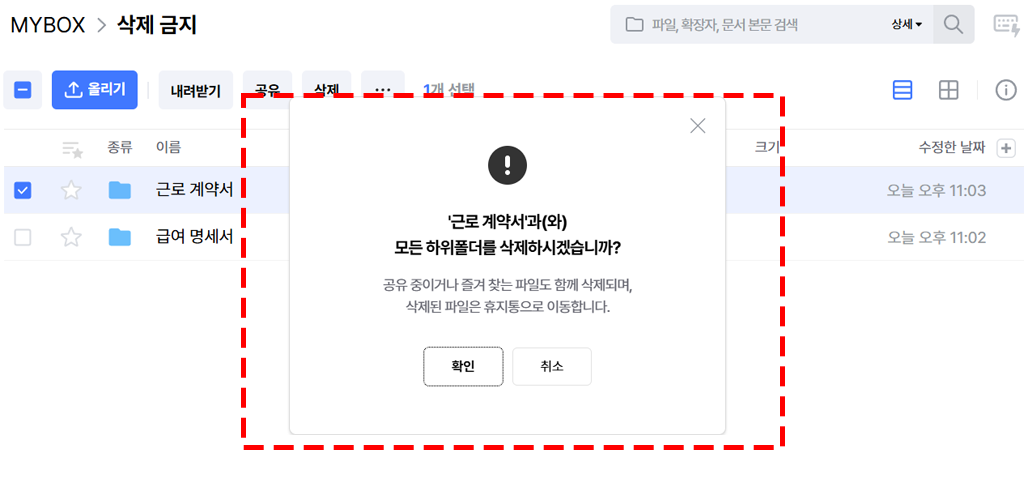 MYBOX > 삭제 금지
파일, 확장자, 문서 본문 검색 상세
올리기 내려받기 공유 삭제 ... 1개 선택
종류 이름 크기 수정한 날짜
근로 계약서 오늘 오후 11:03
급여 명세서 오늘 오후 11:02
'근로 계약서'과(와)
모든 하위폴더를 삭제하시겠습니까?
공유 중이거나 즐겨 찾는 파일도 함께 삭제되며,
삭제된 파일은 휴지통으로 이동합니다.
확인 취소